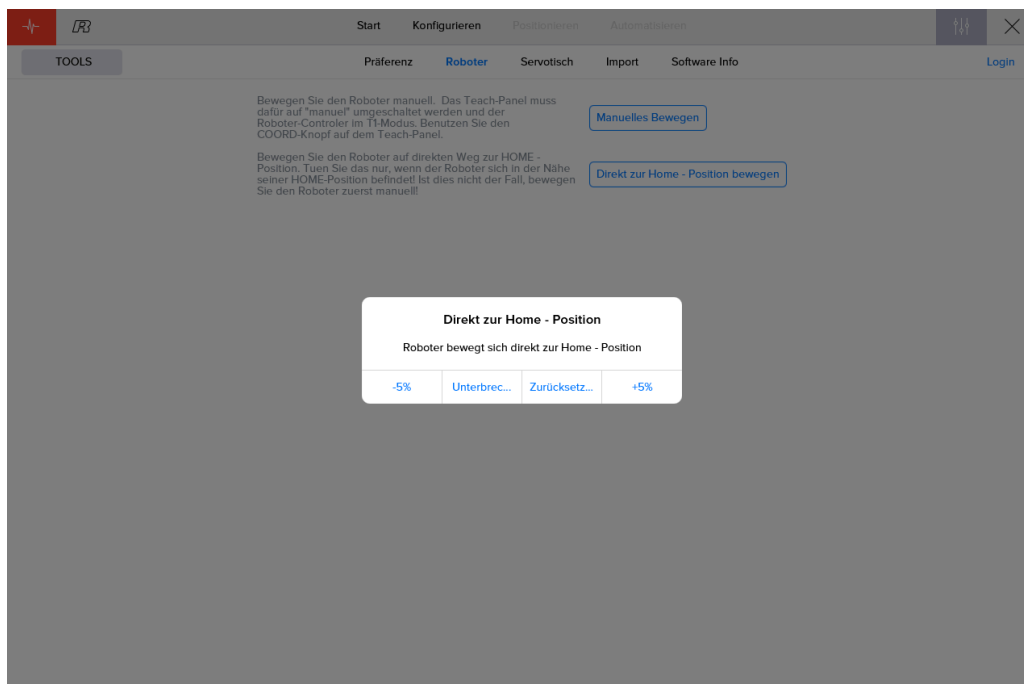 Start Konfigurieren Positionieren Automatisieren
TOOLS Präferenz Roboter Servotisch Import Software Info Login
Bewegen Sie den Roboter manuell. Das Teach-Panel muss
dafür auf "manuel" umgeschaltet werden und der
Roboter-Controler im T1-Modus. Benutzen Sie den
COORD-Knopf auf dem Teach-Panel.
Manuelles Bewegen
Bewegen Sie den Roboter auf direkten Weg zur HOME -
Position. Tuen Sie das nur, wenn der Roboter sich in der Nähe
seiner HOME-Position befindet! Ist dies nicht der Fall, bewegen
Sie den Roboter zuerst manuell!
Direkt zur Home - Position bewegen
Direkt zur Home - Position
Roboter bewegt sich direkt zur Home - Position
-5% Unterbrec... Zurücksetz... +5%